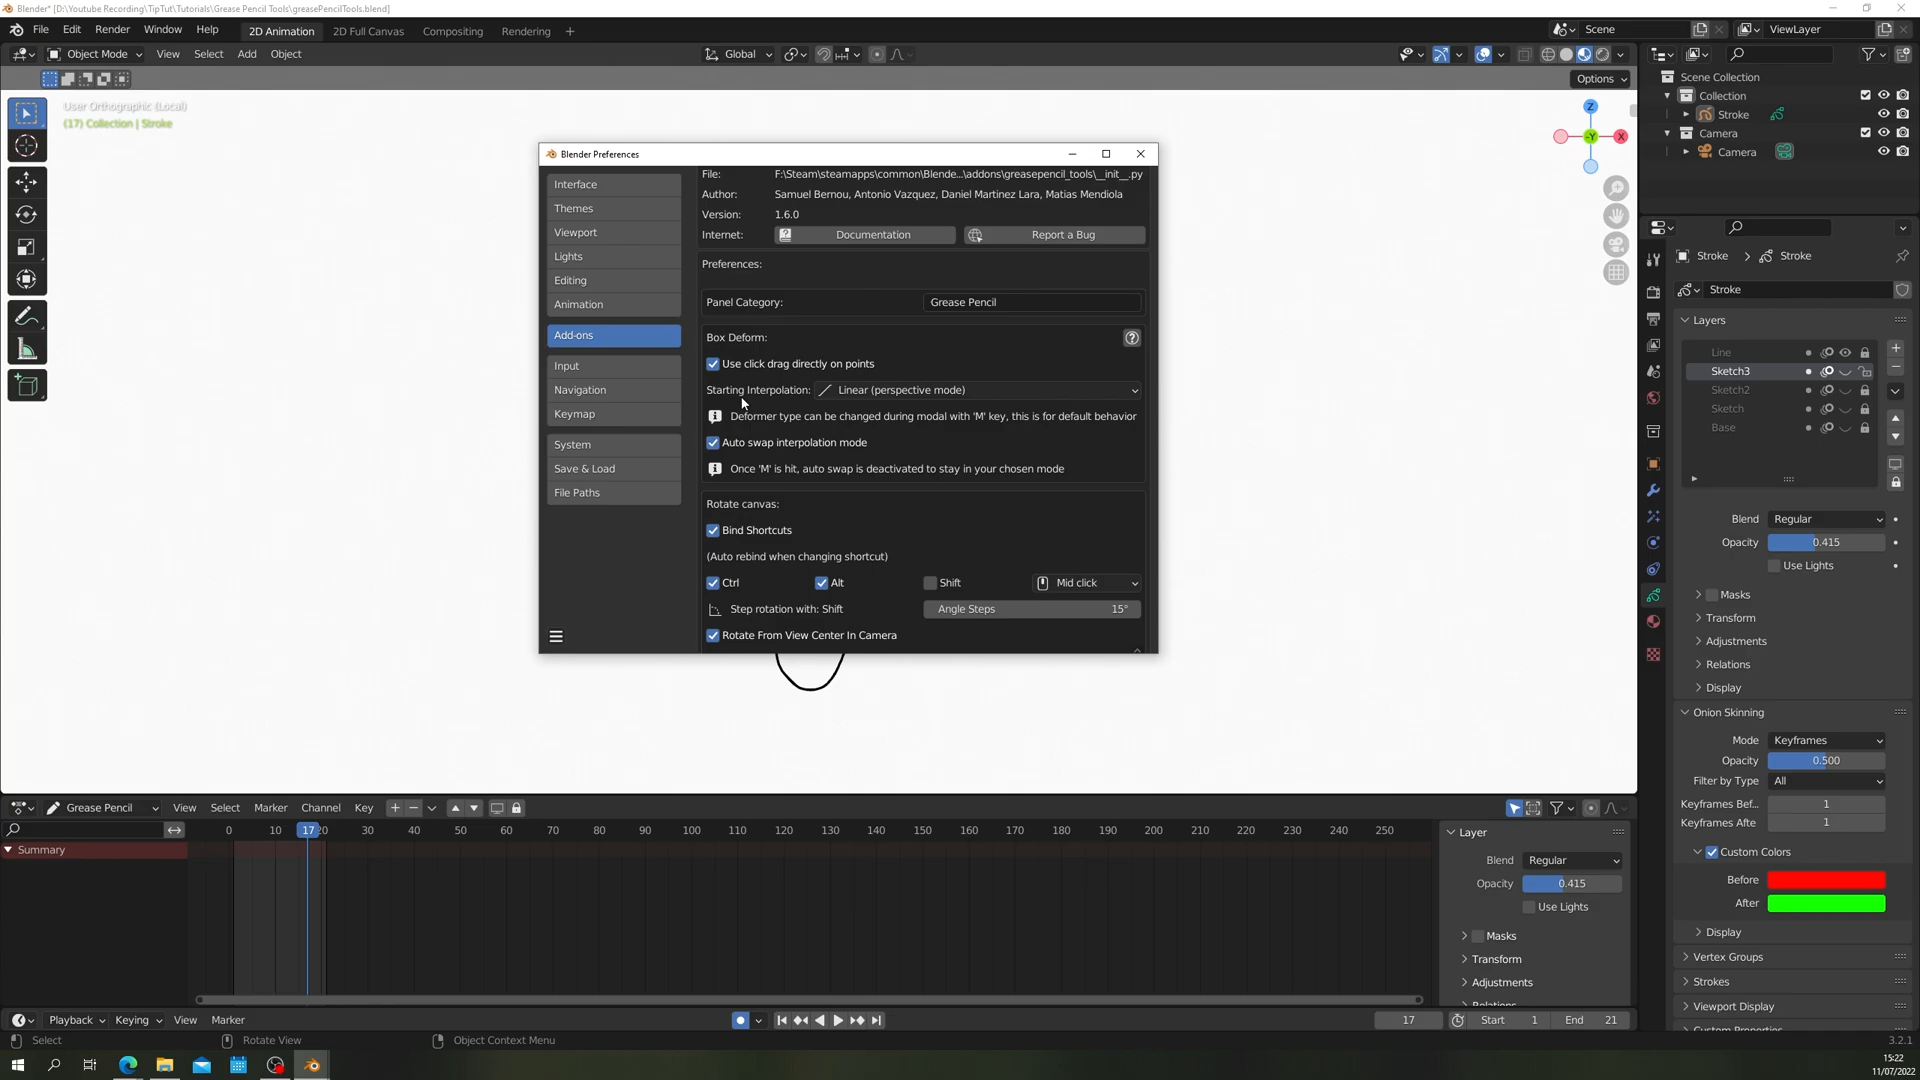 Blender* [D:\Youtube Recording\TipTut\Tutorials\Grease Pencil Tools\greasePencilTools.blend]
File Edit Render Window Help 2D Animation 2D Full Canvas Compositing Rendering + Scene ViewLayer
Object Mode View Select Add Object Global
Options
User Orthographic (Local)
(17) Collection | Stroke
Z
-Y X
Scene Collection
Collection
Stroke
Camera
Camera
Blender Preferences
Interface
Themes
Viewport
Lights
Editing
Animation
Add-ons
Input
Navigation
Keymap
System
Save & Load
File Paths
File: F:\Steam\steamapps\common\Blende...\addons\greasepencil_tools\__init__.py
Author: Samuel Bernou, Antonio Vazquez, Daniel Martinez Lara, Matias Mendiola
Version: 1.6.0
Internet: Documentation Report a Bug
Preferences:
Panel Category: Grease Pencil
Box Deform: ?
Use click drag directly on points
Starting Interpolation: Linear (perspective mode)
Deformer type can be changed during modal with 'M' key, this is for default behavior
Auto swap interpolation mode
Once 'M' is hit, auto swap is deactivated to stay in your chosen mode
Rotate canvas:
Bind Shortcuts
(Auto rebind when changing shortcut)
Ctrl Alt Shift Mid click
Step rotation with: Shift Angle Steps 15°
Rotate From View Center In Camera
Stroke > Stroke
Stroke
Layers
Line
Sketch3
Sketch2
Sketch
Base
Blend Regular
Opacity 0.415
Use Lights
Masks
Transform
Adjustments
Relations
Display
Onion Skinning
Mode Keyframes
Opacity 0.500
Filter by Type All
Keyframes Bef... 1
Keyframes Afte 1
Custom Colors
Before
After
Display
Vertex Groups
Strokes
Viewport Display
Custom Properties
Grease Pencil View Select Marker Channel Key
0 10 17 20 30 40 50 60 70 80 90 100 110 120 130 140 150 160 170 180 190 200 210 220 230 240 250
Summary
Layer
Blend Regular
Opacity 0.415
Use Lights
Masks
Transform
Adjustments
Relations
Playback Keying View Marker 17 Start 1 End 21
Select Rotate View Object Context Menu 3.2.1
15:22
11/07/2022